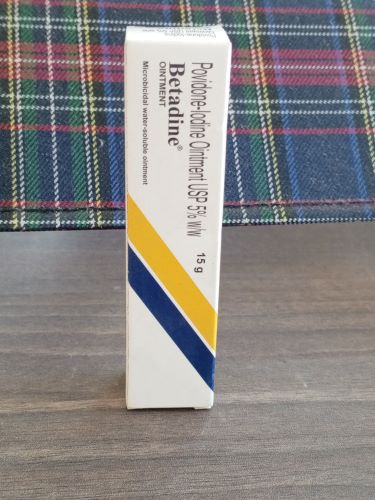 Povidone-Iodine Ointment USP 5% w/w
Betadine®
OINTMENT
Microbicidal water-soluble ointment
15 g